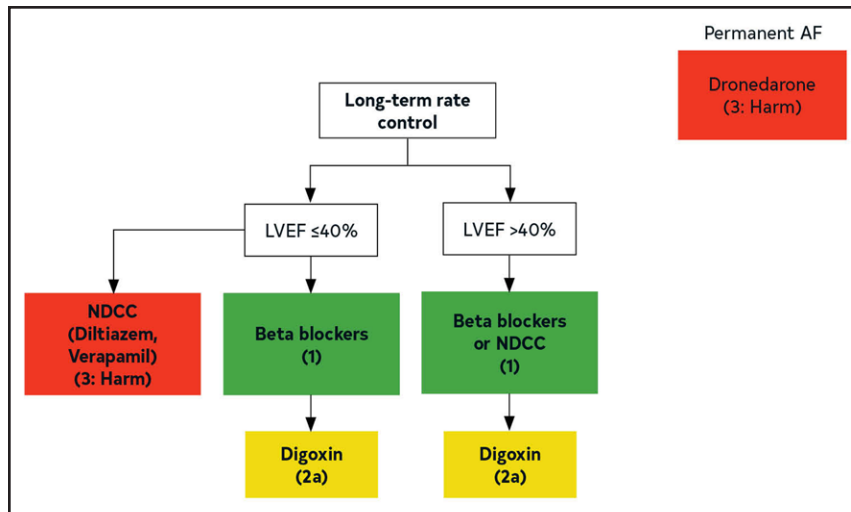 Permanent AF
Dronedarone
(3: Harm)
Long-term rate
control
LVEF ≤40%
LVEF >40%
NDCC
(Diltiazem,
Verapamil)
(3: Harm)
Beta blockers
(1)
Beta blockers
or NDCC
(1)
Digoxin
(2a)
Digoxin
(2a)